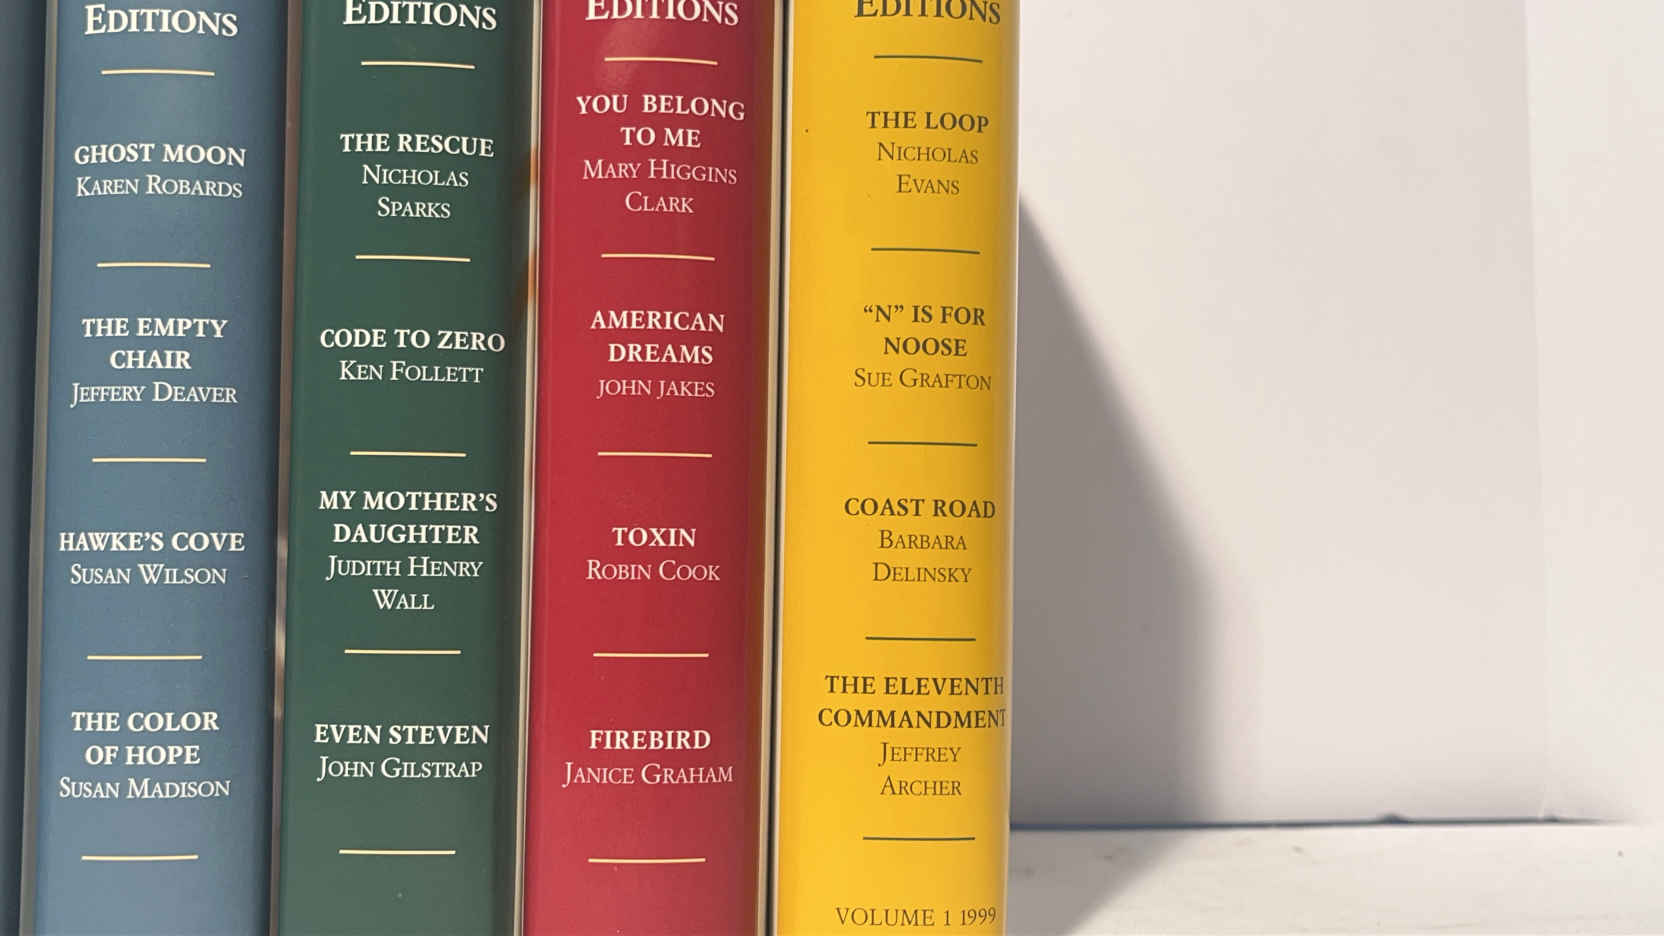 EDITIONS
GHOST MOON
KAREN ROBARDS
THE EMPTY
CHAIR
JEFFERY DEAVER
HAWKE'S COVE
SUSAN WILSON
THE COLOR
OF HOPE
SUSAN MADISON
EDITIONS
THE RESCUE
NICHOLAS
SPARKS
CODE TO ZERO
KEN FOLLETT
MY MOTHER'S
DAUGHTER
JUDITH HENRY
WALL
EVEN STEVEN
JOHN GILSTRAP
EDITIONS
YOU BELONG
TO ME
MARY HIGGINS
CLARK
AMERICAN
DREAMS
JOHN JAKES
TOXIN
ROBIN COOK
FIREBIRD
JANICE GRAHAM
EDITIONS
THE LOOP
NICHOLAS
EVANS
“N” IS FOR
NOOSE
SUE GRAFTON
COAST ROAD
BARBARA
DELINSKY
THE ELEVENTH
COMMANDMENT
JEFFREY
ARCHER
VOLUME 1 1999